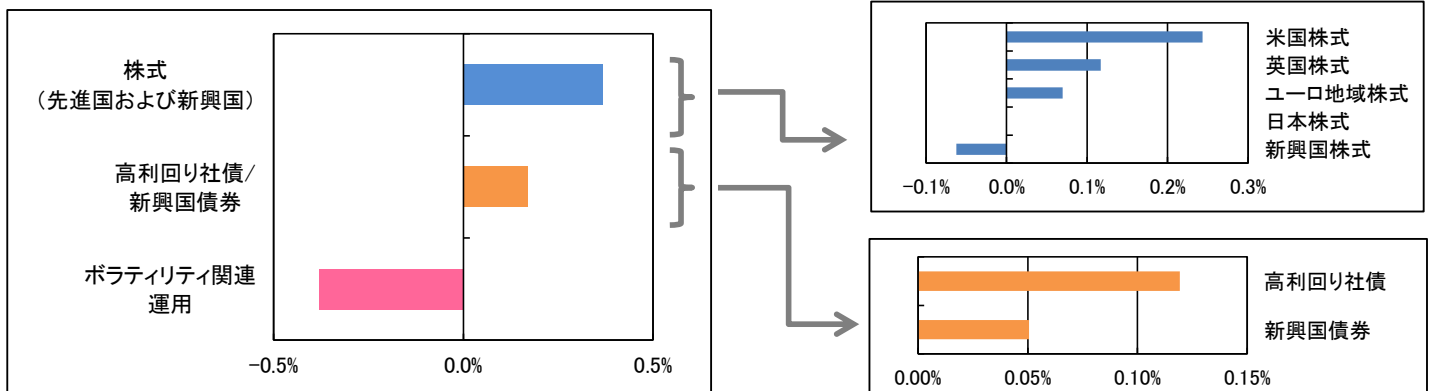 株式
（先進国および新興国）
高利回り社債/
新興国債券
ボラティリティ関連
運用
-0.5% 0.0% 0.5%
米国株式
英国株式
ユーロ地域株式
日本株式
新興国株式
-0.1% 0.0% 0.1% 0.2% 0.3%
高利回り社債
新興国債券
0.00% 0.05% 0.10% 0.15%